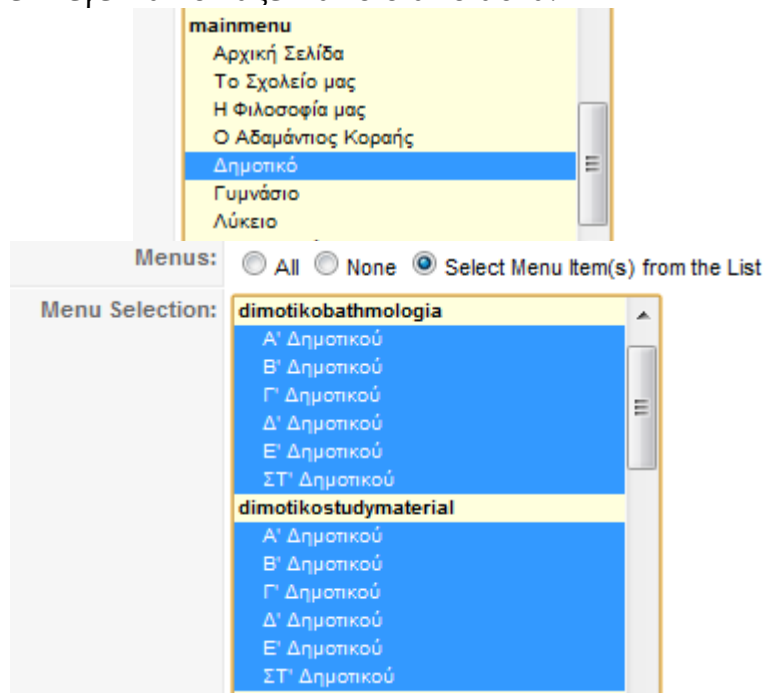 mainmenu
Αρχική Σελίδα
Το Σχολείο μας
Η Φιλοσοφία μας
Ο Αδαμάντιος Κοραής
Δημοτικό
Γυμνάσιο
Λύκειο
Menus: All None Select Menu Item(s) from the List
Menu Selection: dimotikobathmologia
Α' Δημοτικού
Β' Δημοτικού
Γ' Δημοτικού
Δ' Δημοτικού
Ε' Δημοτικού
ΣΤ' Δημοτικού
dimotikostudymaterial
Α' Δημοτικού
Β' Δημοτικού
Γ' Δημοτικού
Δ' Δημοτικού
Ε' Δημοτικού
ΣΤ' Δημοτικού